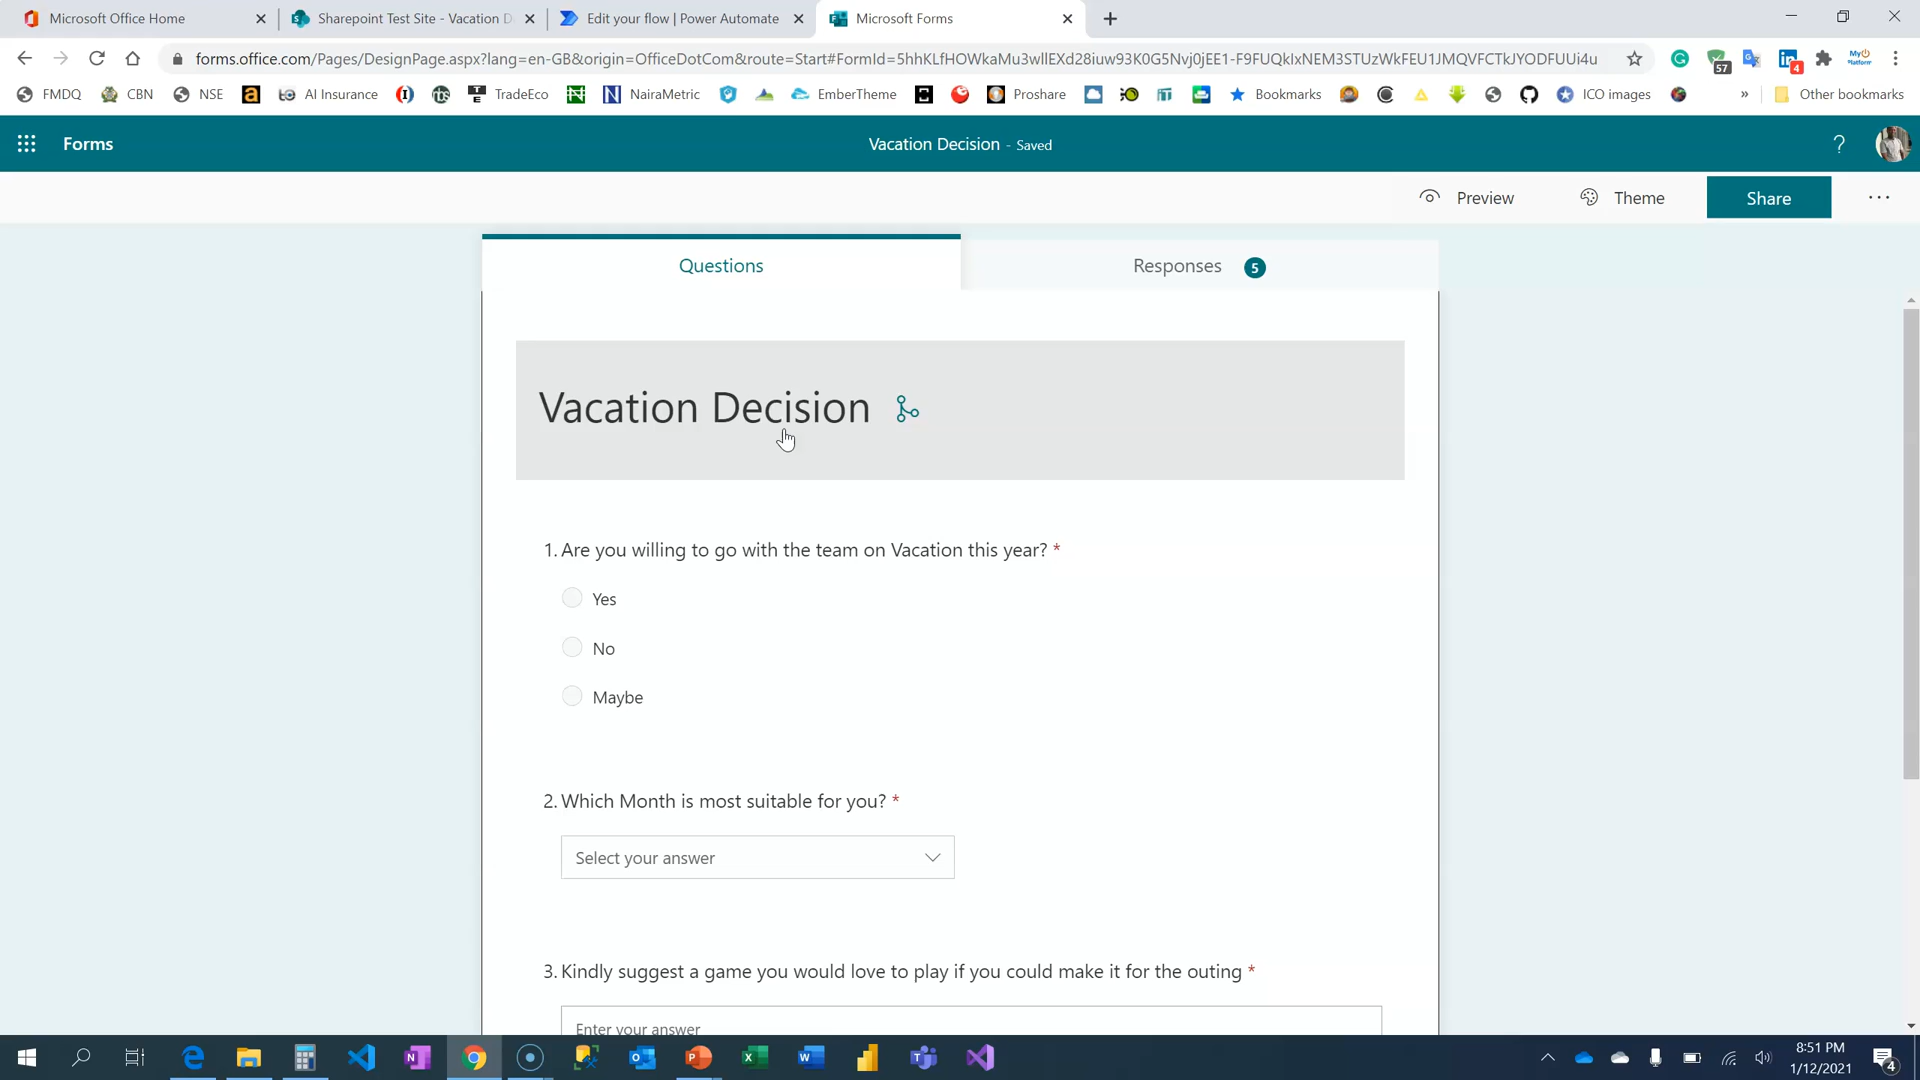 Microsoft Office Home
Sharepoint Test Site - Vacation D
Edit your flow | Power Automate
Microsoft Forms
forms.office.com/Pages/DesignPage.aspx?lang=en-GB&origin=OfficeDotCom&route=Start#FormId=5hhKLfHOWkaMu3wllEXd28iuw93K0G5Nvj0jEE1-F9FUQklxNEM3STUzWkFEU1JMQVFCTkJYODFUUi4u
57
4
FMDQ
CBN
NSE
AI Insurance
TradeEco
NairaMetric
EmberTheme
Proshare
Bookmarks
ICO images
Other bookmarks
Forms
Vacation Decision - Saved
?
Preview
Theme
Share
Questions
Responses 5
Vacation Decision
1. Are you willing to go with the team on Vacation this year? *
Yes
No
Maybe
2. Which Month is most suitable for you? *
Select your answer
3. Kindly suggest a game you would love to play if you could make it for the outing *
Enter your answer
8:51 PM
1/12/2021
4